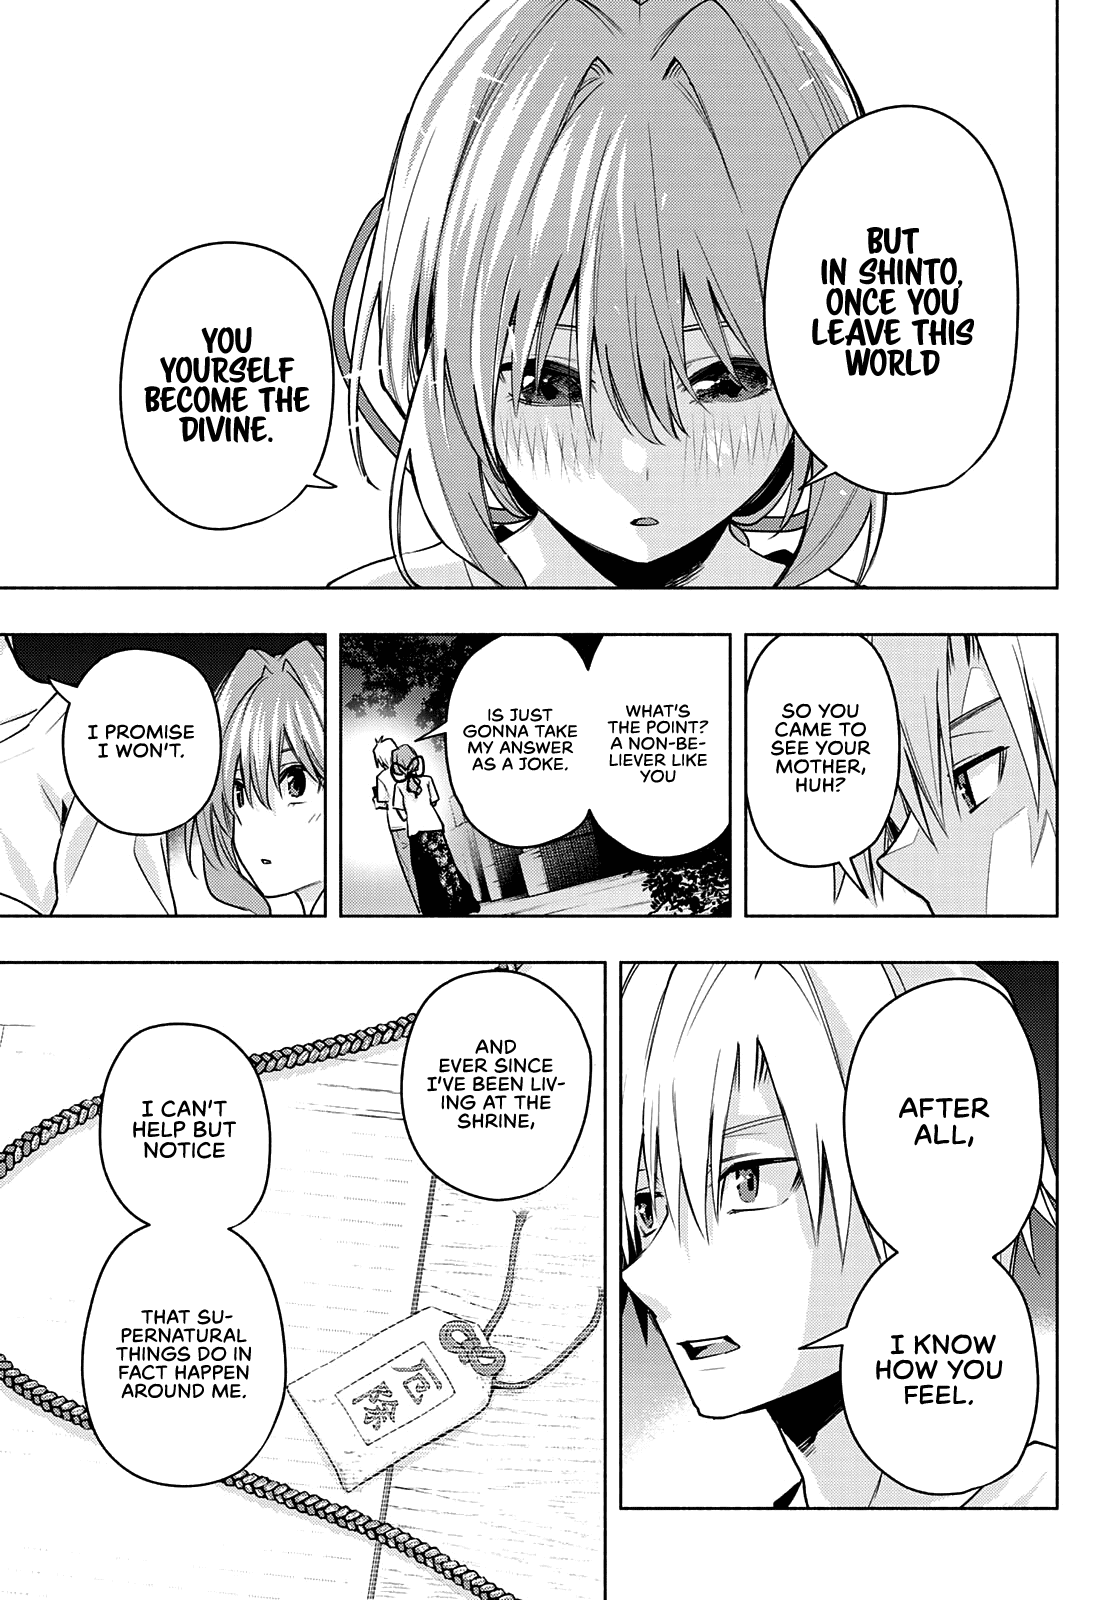 BUT
IN SHINTO,
ONCE YOU
LEAVE THIS
WORLD
YOU
YOURSELF
BECOME THE
DIVINE.
SO YOU
CAME TO
SEE YOUR
MOTHER,
HUH?
WHAT'S
THE POINT?
A NON-BE-
LIEVER LIKE
YOU
IS JUST
GONNA TAKE
MY ANSWER
AS A JOKE.
I PROMISE
I WON'T.
AFTER
ALL,
I KNOW
HOW YOU
FEEL.
AND
EVER SINCE
I'VE BEEN LIV-
ING AT THE
SHRINE,
I CAN'T
HELP BUT
NOTICE
THAT SU-
PERNATURAL
THINGS DO IN
FACT HAPPEN
AROUND ME.